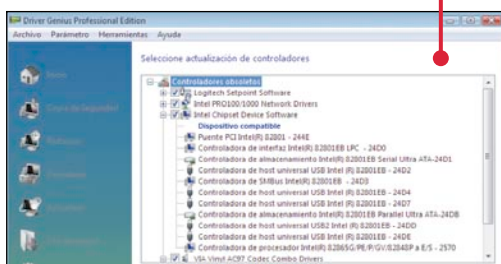 Driver Genius Professional Edition
Archivo Parámetro Herramientas Ayuda
Seleccione actualización de controladores
Controladores obsoletos
Logitech Setpoint Software
Intel PRO100/1000 Network Drivers
Intel Chipset Device Software
Dispositivo compatible
Puente PCI Intel(R) 82801 - 244E
Controladora de interfaz Intel(R) 82801EB LPC - 24D0
Controladora de almacenamiento Intel(R) 82801EB Serial Ultra ATA-24D1
Controladora de host universal USB Intel (R) 82801EB - 24D2
Controladora de SMBus Intel(R) 82801EB - 24D3
Controladora de host universal USB Intel (R) 82801EB - 24D4
Controladora de host universal USB Intel (R) 82801EB - 24D7
Controladora de almacenamiento Intel(R) 82801EB Parallel Ultra ATA-24DB
Controladora de host universal USB2 Intel (R) 82801EB - 24DD
Controladora de host universal USB Intel (R) 82801EB - 24DE
Controladora de procesador Intel(R) 82865G/PE/P/GV/82848P a E/S - 2570
VIA Vinyl AC97 Codec Combo Drivers